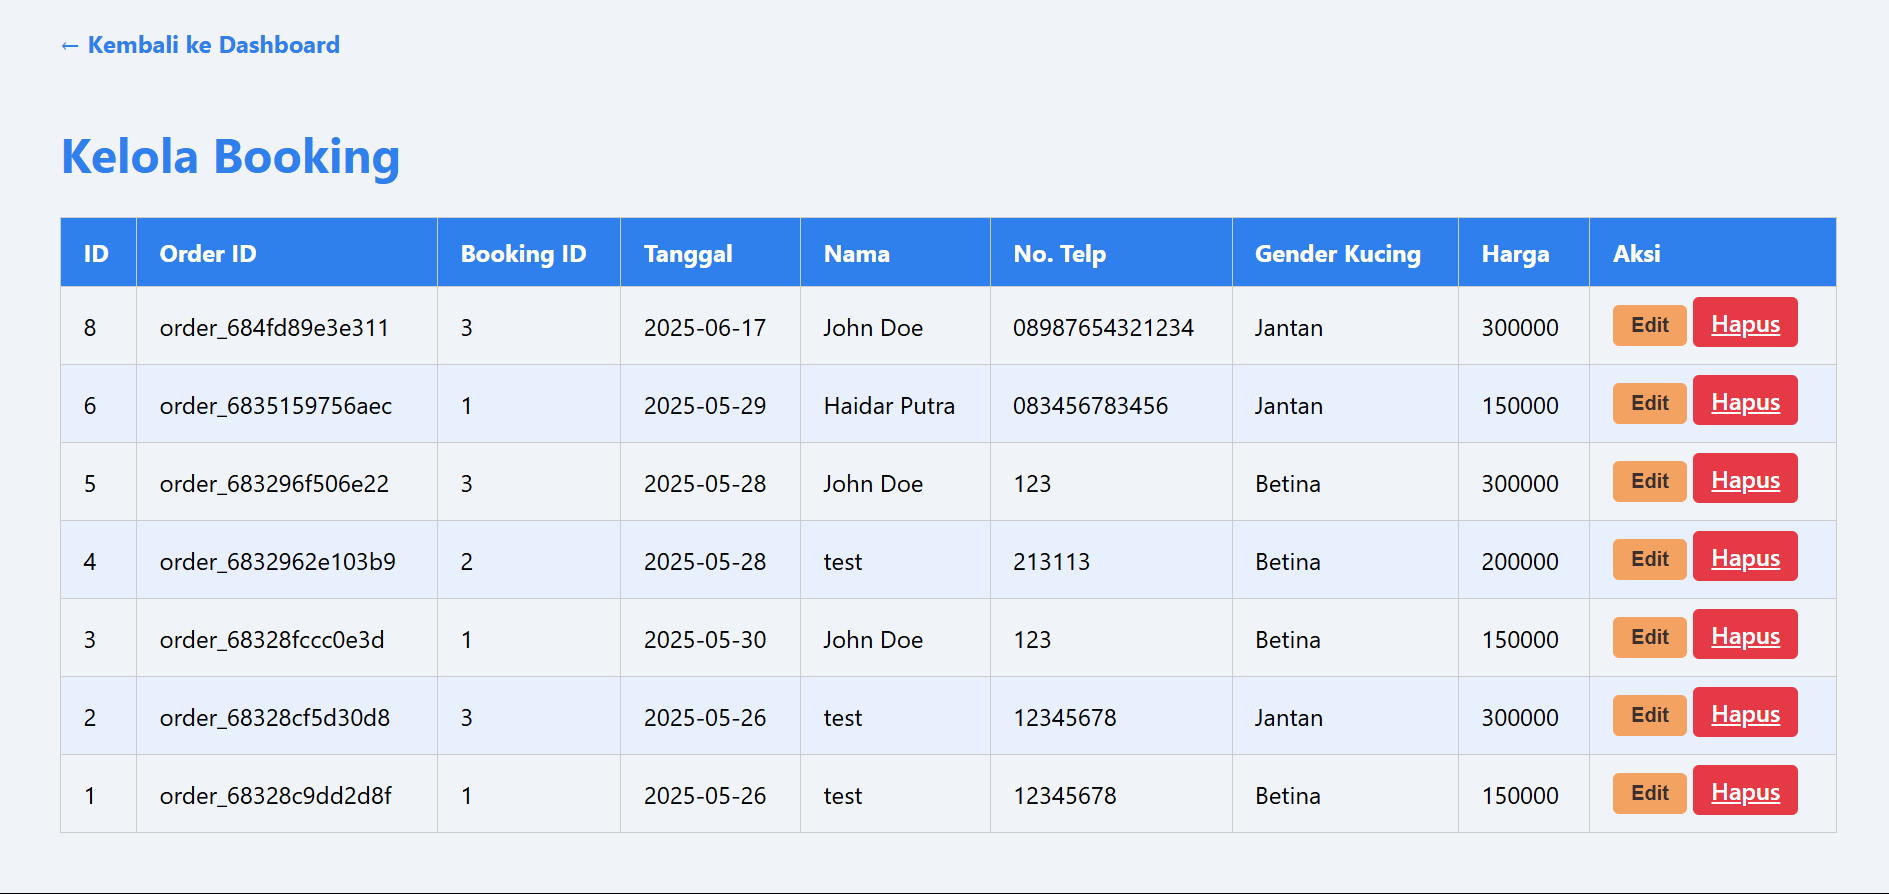 ← Kembali ke Dashboard
Kelola Booking
ID Order ID Booking ID Tanggal Nama No. Telp Gender Kucing Harga Aksi
8 order_684fd89e3e311 3 2025-06-17 John Doe 08987654321234 Jantan 300000 Edit Hapus
6 order_6835159756aec 1 2025-05-29 Haidar Putra 083456783456 Jantan 150000 Edit Hapus
5 order_683296f506e22 3 2025-05-28 John Doe 123 Betina 300000 Edit Hapus
4 order_6832962e103b9 2 2025-05-28 test 213113 Betina 200000 Edit Hapus
3 order_68328fccc0e3d 1 2025-05-30 John Doe 123 Betina 150000 Edit Hapus
2 order_68328cf5d30d8 3 2025-05-26 test 12345678 Jantan 300000 Edit Hapus
1 order_68328c9dd2d8f 1 2025-05-26 test 12345678 Betina 150000 Edit Hapus